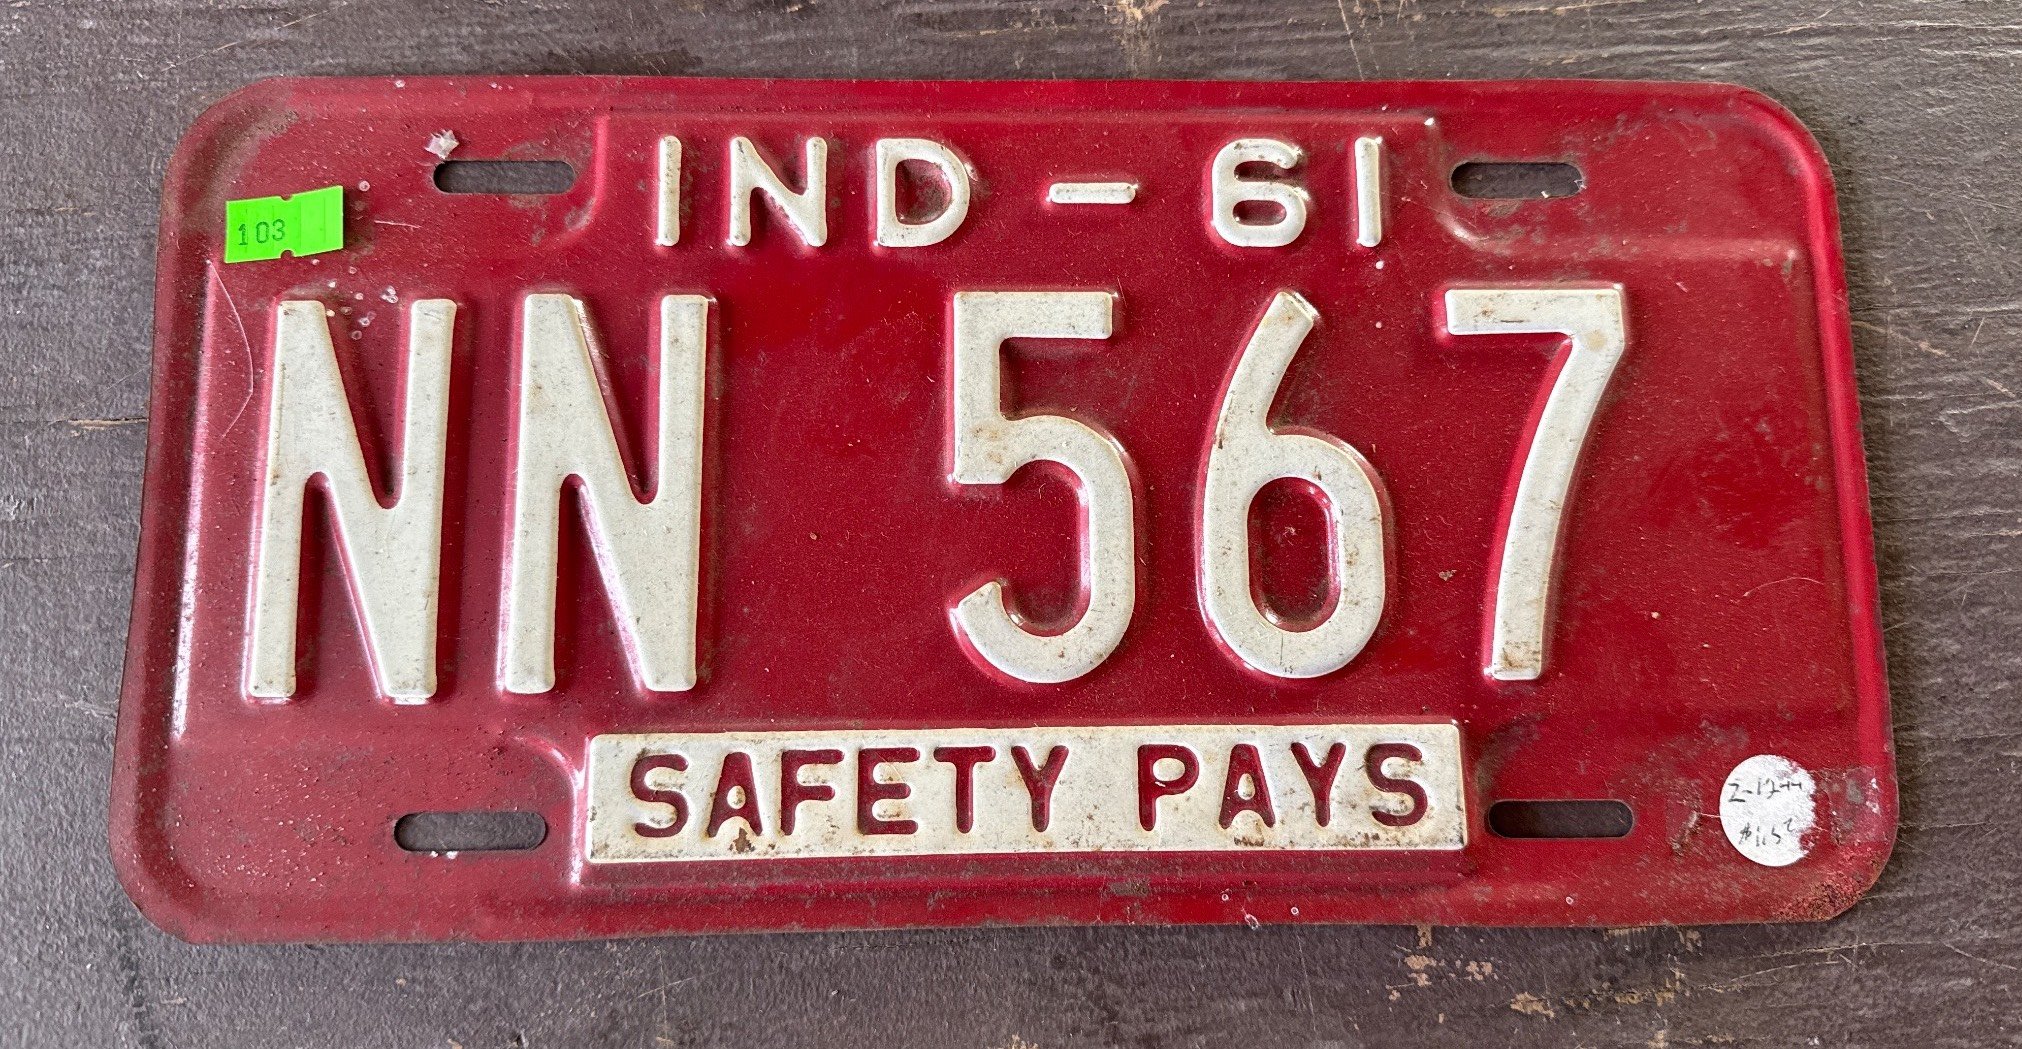 IND - 61
103
NN 567
SAFETY PAYS